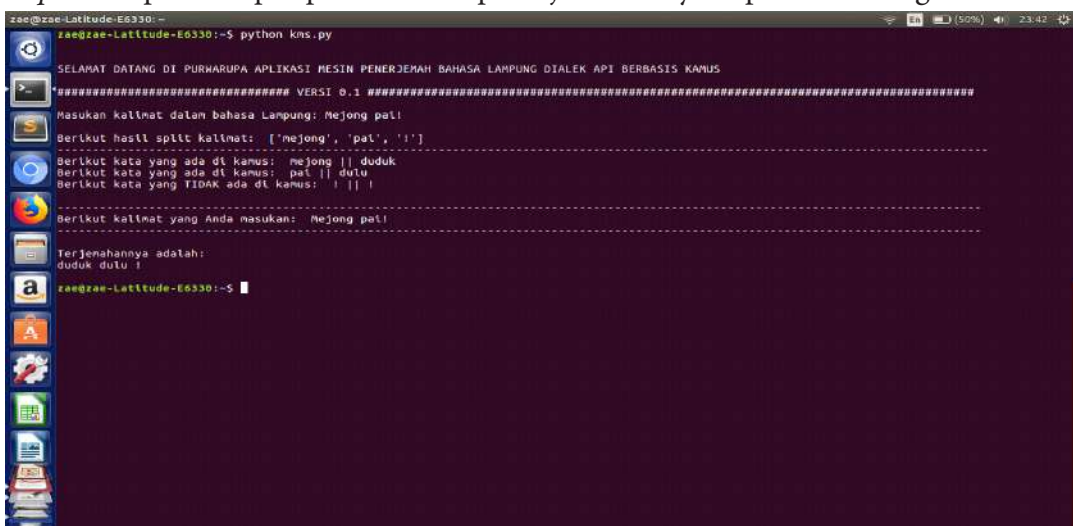 zae@zae-Latitude-E6330: ~
En (50%) 23:42
zae@zae-Latitude-E6330:~$ python kms.py
SELAMAT DATANG DI PURWARUPA APLIKASI MESIN PENERJEMAH BAHASA LAMPUNG DIALEK API BERBASIS KAMUS
################################# VERSI 0.1 ######################################################################################
Masukan kalimat dalam bahasa Lampung: Mejong pai!
Berikut hasil split kalimat: ['mejong', 'pai', '!']
Berikut kata yang ada di kamus: mejong || duduk
Berikut kata yang ada di kamus: pai || dulu
Berikut kata yang TIDAK ada di kamus: ! || !
Berikut kalimat yang Anda masukan: Mejong pai!
Terjemahannya adalah:
duduk dulu !
zae@zae-Latitude-E6330:~$